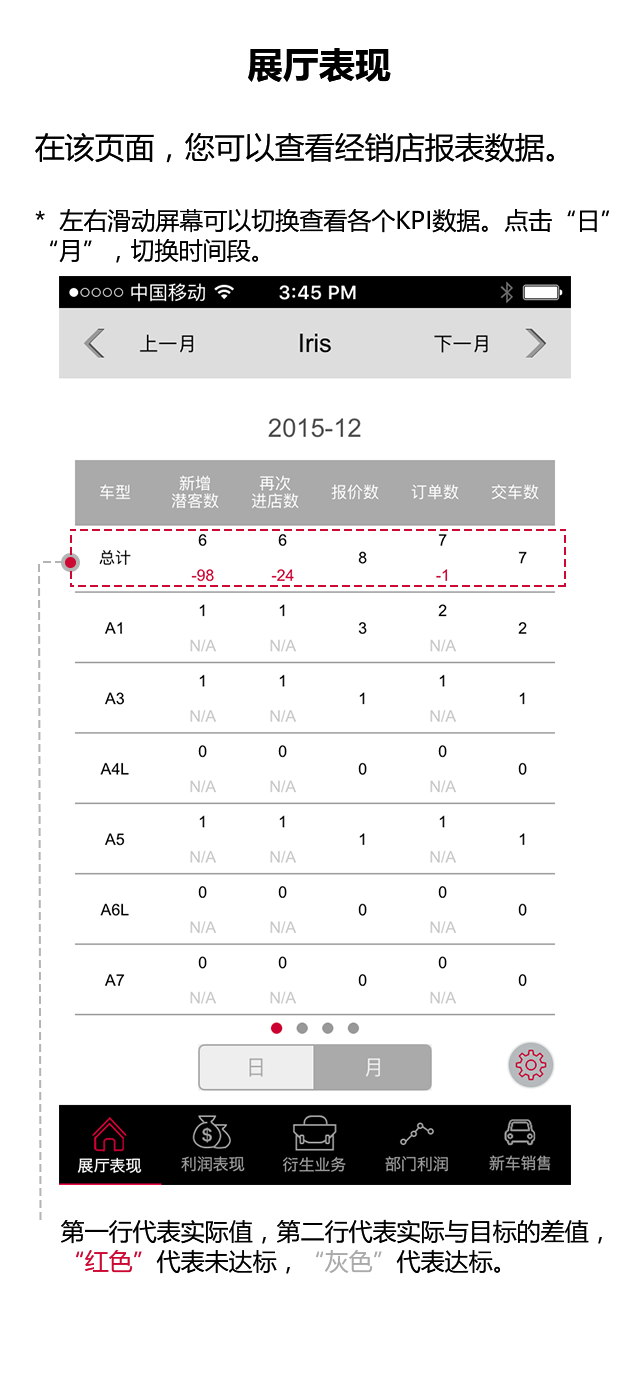 展厅表现
在该页面，您可以查看经销店报表数据。
* 左右滑动屏幕可以切换查看各个KPI数据。点击“日”
“月”，切换时间段。
中国移动 3:45 PM
上一月 Iris 下一月
2015-12
车型 新增潜客数 再次进店数 报价数 订单数 交车数
6 6 7
总计 8 7
-98 -24 -1
1 1 2
A1 3 2
N/A N/A N/A
1 1 1
A3 1 1
N/A N/A N/A
0 0 0
A4L 0 0
N/A N/A N/A
1 1 1
A5 1 1
N/A N/A N/A
0 0 0
A6L 0 0
N/A N/A N/A
0 0 0
A7 0 0
N/A N/A N/A
日 月
$
展厅表现 利润表现 衍生业务 部门利润 新车销售
第一行代表实际值，第二行代表实际与目标的差值，
“红色”代表未达标，“灰色”代表达标。